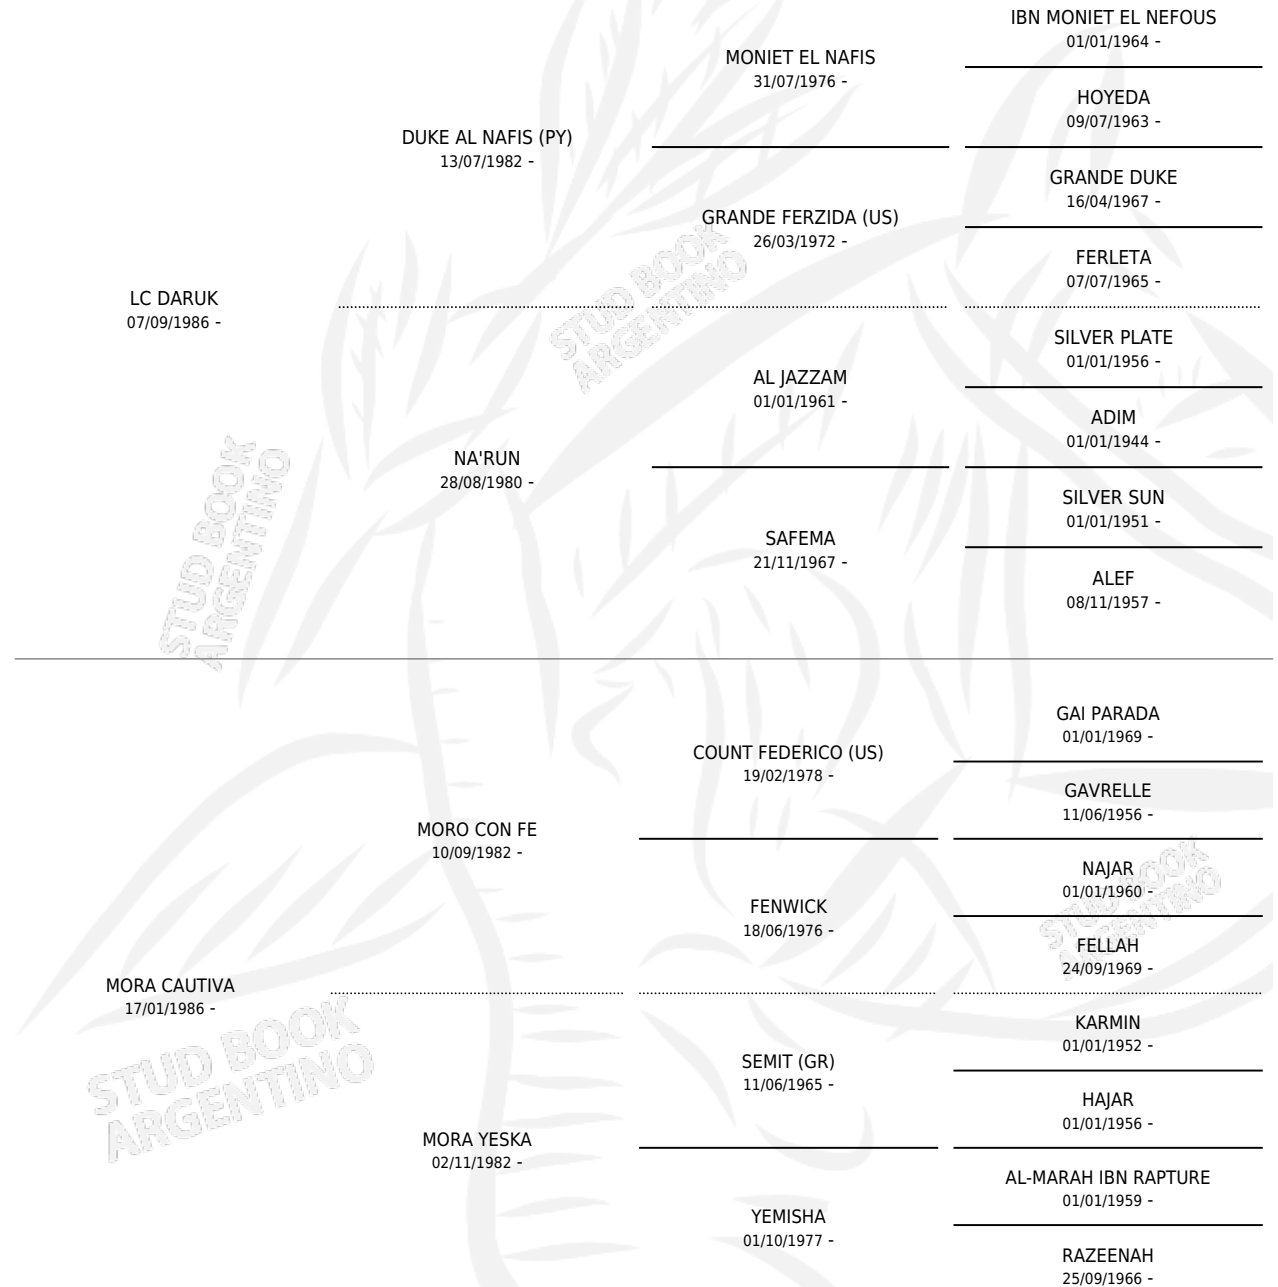 IBN MONIET EL NEFOUS
01/01/1964 -
MONIET EL NAFIS
31/07/1976 -
HOYEDA
09/07/1963 -
DUKE AL NAFIS (PY)
13/07/1982 -
GRANDE DUKE
16/04/1967 -
GRANDE FERZIDA (US)
26/03/1972 -
FERLETA
07/07/1965 -
LC DARUK
07/09/1986 -
STUD BOOK
ARGENTINO
SILVER PLATE
01/01/1956 -
AL JAZZAM
01/01/1961 -
ADIM
01/01/1944 -
NA'RUN
28/08/1980 -
SILVER SUN
01/01/1951 -
SAFEMA
21/11/1967 -
ALEF
08/11/1957 -
STUD BOOK
ARGENTINO
GAI PARADA
01/01/1969 -
COUNT FEDERICO (US)
19/02/1978 -
GAVRELLE
11/06/1956 -
MORO CON FE
10/09/1982 -
NAJAR
01/01/1960 -
FENWICK
18/06/1976 -
FELLAH
24/09/1969 -
STUD BOOK
ARGENTINO
MORA CAUTIVA
17/01/1986 -
KARMIN
01/01/1952 -
SEMIT (GR)
11/06/1965 -
HAJAR
01/01/1956 -
STUD BOOK
ARGENTINO
MORA YESKA
02/11/1982 -
AL-MARAH IBN RAPTURE
01/01/1959 -
YEMISHA
01/10/1977 -
RAZEENAH
25/09/1966 -